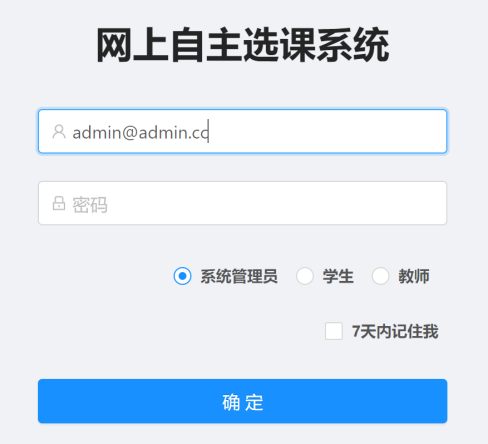 网上自主选课系统
admin@admin.cc
密码
系统管理员 学生 教师
7天内记住我
确 定